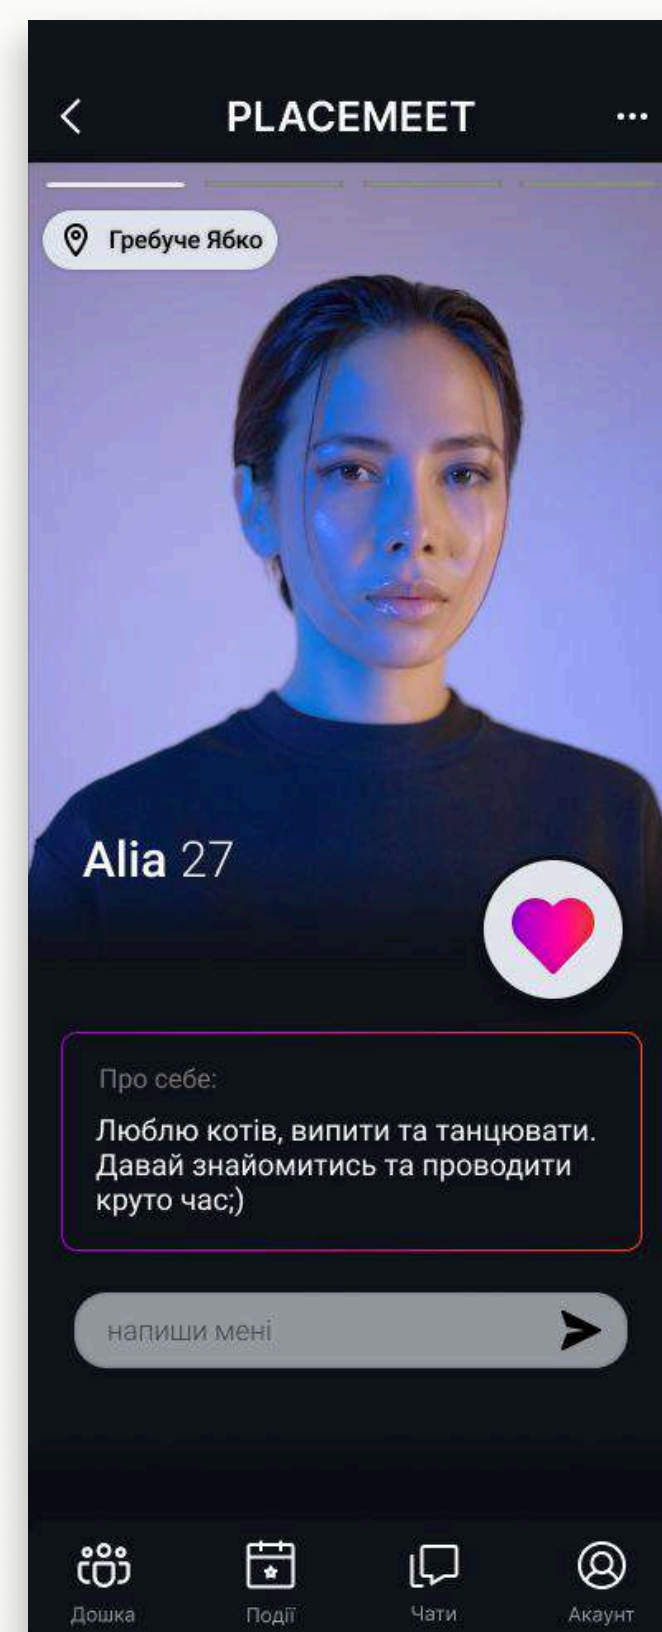 PLACEMEET
Гребуче Ябко
Alia 27
Про себе:
Люблю котів, випити та танцювати.
Давай знайомитись та проводити
круто час;)
напиши мені
Дошка
Події
Чати
Акаунт